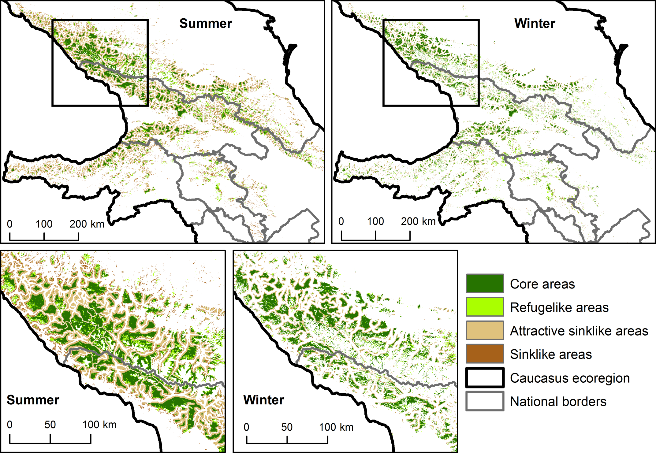 Summer
0 100 200 km
Winter
0 100 200 km
Summer
0 50 100 km
Winter
0 50 100 km
Core areas
Refugelike areas
Attractive sinklike areas
Sinklike areas
Caucasus ecoregion
National borders